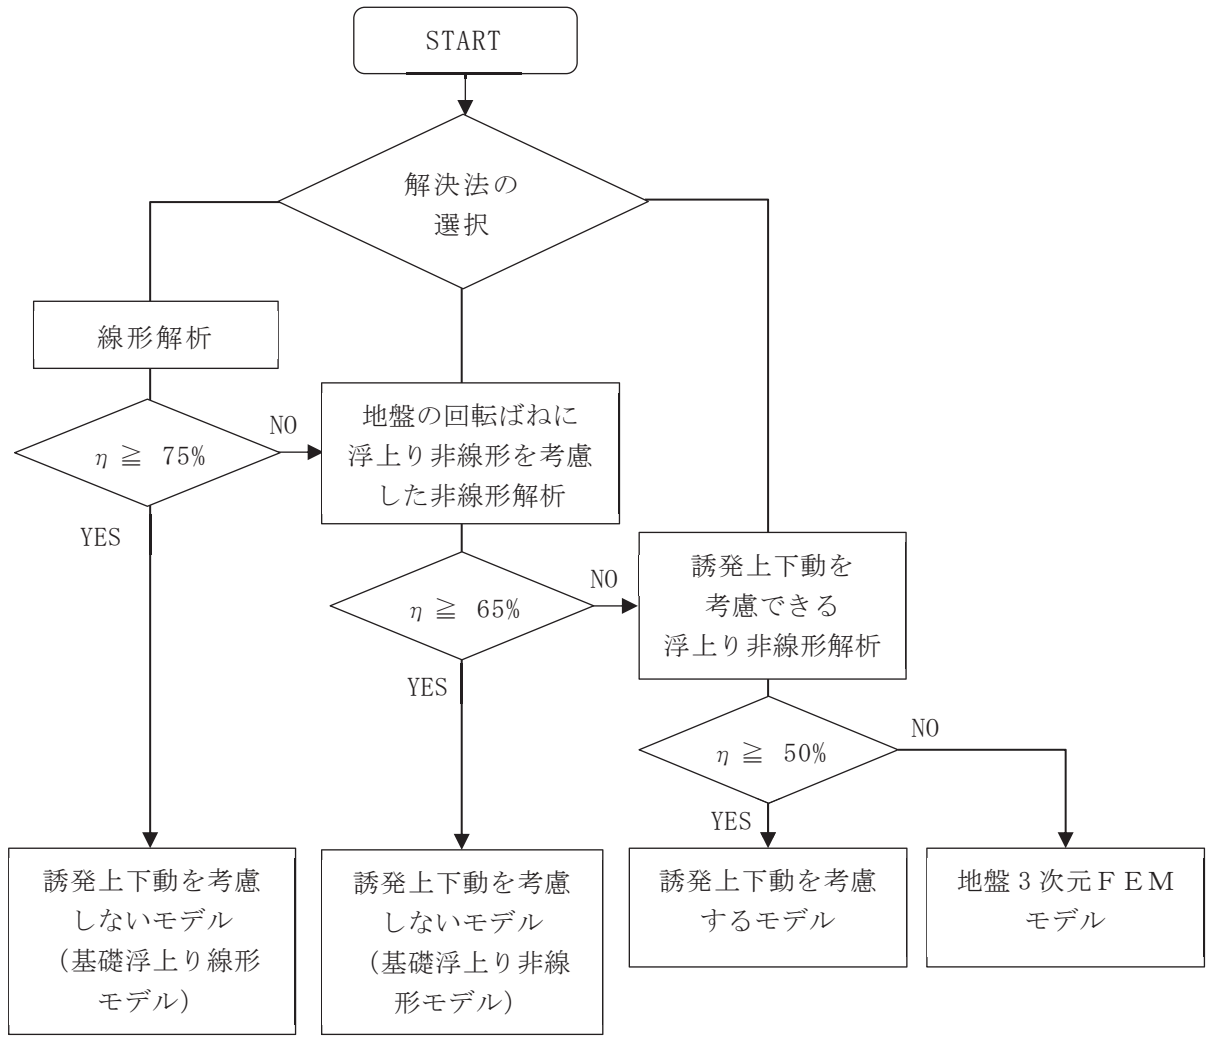 START
解決法の
選択
線形解析
η ≧ 75%
NO
YES
地盤の回転ばねに
浮上り非線形を考慮
した非線形解析
η ≧ 65%
NO
YES
誘発上下動を
考慮できる
浮上り非線形解析
η ≧ 50%
NO
YES
誘発上下動を考慮
しないモデル
（基礎浮上り線形
モデル）
誘発上下動を考慮
しないモデル
（基礎浮上り非線
形モデル）
誘発上下動を考慮
するモデル
地盤３次元ＦＥＭ
モデル